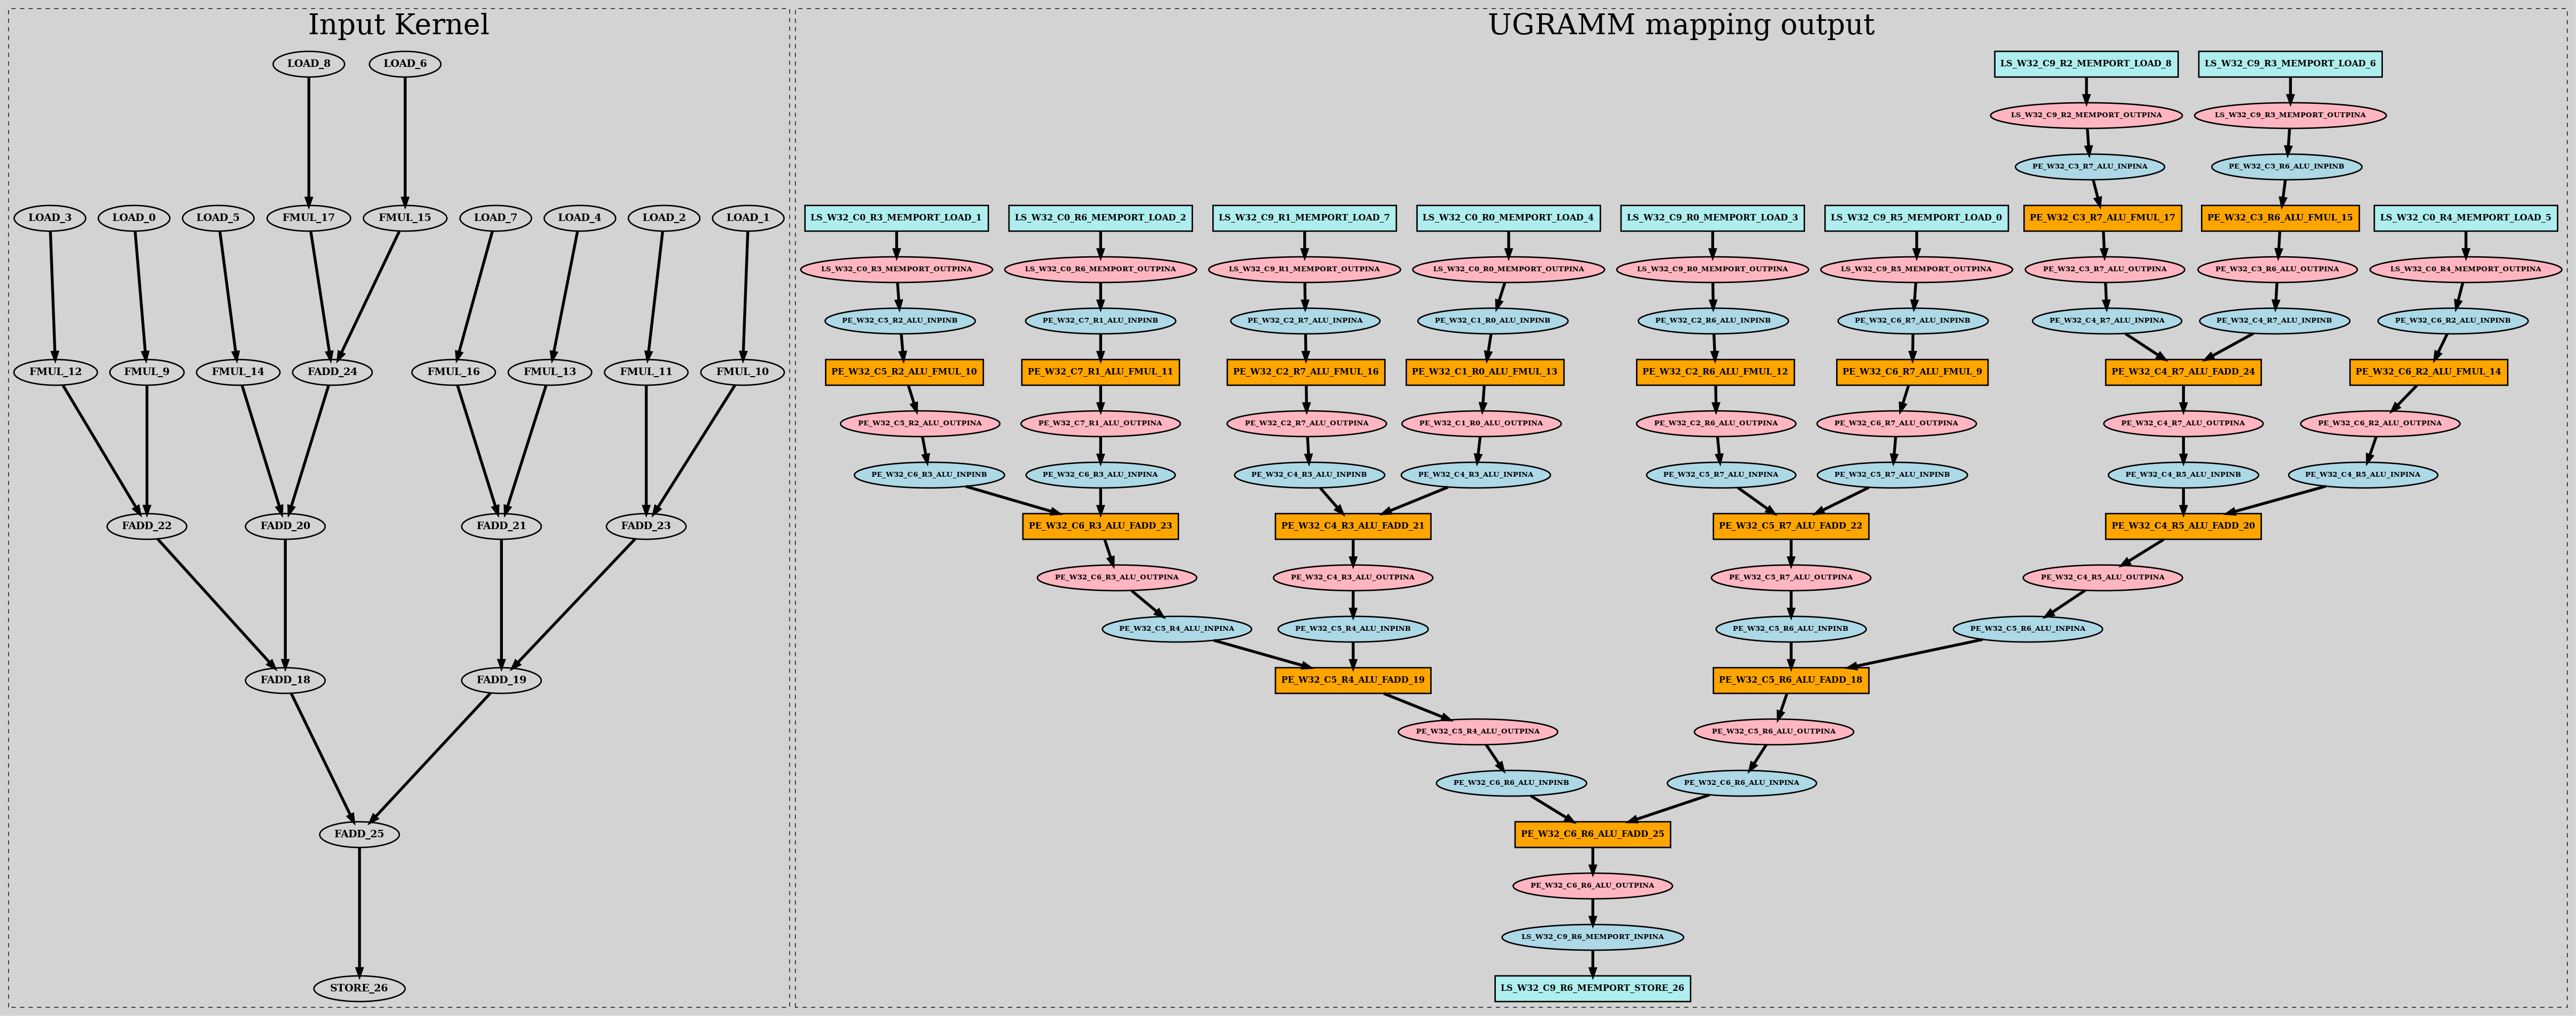 Input Kernel
LOAD_8
LOAD_6
LOAD_3
LOAD_0
LOAD_5
FMUL_17
FMUL_15
LOAD_7
LOAD_4
LOAD_2
LOAD_1
FMUL_12
FMUL_9
FMUL_14
FADD_24
FMUL_16
FMUL_13
FMUL_11
FMUL_10
FADD_22
FADD_20
FADD_21
FADD_23
FADD_18
FADD_19
FADD_25
STORE_26
UGRAMM mapping output
LS_W32_C9_R2_MEMPORT_LOAD_8
LS_W32_C9_R3_MEMPORT_LOAD_6
LS_W32_C9_R2_MEMPORT_OUTPINA
LS_W32_C9_R3_MEMPORT_OUTPINA
PE_W32_C3_R7_ALU_INPINA
PE_W32_C3_R6_ALU_INPINB
LS_W32_C0_R3_MEMPORT_LOAD_1
LS_W32_C0_R6_MEMPORT_LOAD_2
LS_W32_C9_R1_MEMPORT_LOAD_7
LS_W32_C0_R0_MEMPORT_LOAD_4
LS_W32_C9_R0_MEMPORT_LOAD_3
LS_W32_C9_R5_MEMPORT_LOAD_0
PE_W32_C3_R7_ALU_FMUL_17
PE_W32_C3_R6_ALU_FMUL_15
LS_W32_C0_R4_MEMPORT_LOAD_5
LS_W32_C0_R3_MEMPORT_OUTPINA
LS_W32_C0_R6_MEMPORT_OUTPINA
LS_W32_C9_R1_MEMPORT_OUTPINA
LS_W32_C0_R0_MEMPORT_OUTPINA
LS_W32_C9_R0_MEMPORT_OUTPINA
LS_W32_C9_R5_MEMPORT_OUTPINA
PE_W32_C3_R7_ALU_OUTPINA
PE_W32_C3_R6_ALU_OUTPINA
LS_W32_C0_R4_MEMPORT_OUTPINA
PE_W32_C5_R2_ALU_INPINB
PE_W32_C7_R1_ALU_INPINB
PE_W32_C2_R7_ALU_INPINA
PE_W32_C1_R0_ALU_INPINB
PE_W32_C2_R6_ALU_INPINB
PE_W32_C6_R7_ALU_INPINB
PE_W32_C4_R7_ALU_INPINA
PE_W32_C4_R7_ALU_INPINB
PE_W32_C6_R2_ALU_INPINB
PE_W32_C5_R2_ALU_FMUL_10
PE_W32_C7_R1_ALU_FMUL_11
PE_W32_C2_R7_ALU_FMUL_16
PE_W32_C1_R0_ALU_FMUL_13
PE_W32_C2_R6_ALU_FMUL_12
PE_W32_C6_R7_ALU_FMUL_9
PE_W32_C4_R7_ALU_FADD_24
PE_W32_C6_R2_ALU_FMUL_14
PE_W32_C5_R2_ALU_OUTPINA
PE_W32_C7_R1_ALU_OUTPINA
PE_W32_C2_R7_ALU_OUTPINA
PE_W32_C1_R0_ALU_OUTPINA
PE_W32_C2_R6_ALU_OUTPINA
PE_W32_C6_R7_ALU_OUTPINA
PE_W32_C4_R7_ALU_OUTPINA
PE_W32_C6_R2_ALU_OUTPINA
PE_W32_C6_R3_ALU_INPINB
PE_W32_C6_R3_ALU_INPINA
PE_W32_C4_R3_ALU_INPINB
PE_W32_C4_R3_ALU_INPINA
PE_W32_C5_R7_ALU_INPINA
PE_W32_C5_R7_ALU_INPINB
PE_W32_C4_R5_ALU_INPINB
PE_W32_C4_R5_ALU_INPINA
PE_W32_C6_R3_ALU_FADD_23
PE_W32_C4_R3_ALU_FADD_21
PE_W32_C5_R7_ALU_FADD_22
PE_W32_C4_R5_ALU_FADD_20
PE_W32_C6_R3_ALU_OUTPINA
PE_W32_C4_R3_ALU_OUTPINA
PE_W32_C5_R7_ALU_OUTPINA
PE_W32_C4_R5_ALU_OUTPINA
PE_W32_C5_R4_ALU_INPINA
PE_W32_C5_R4_ALU_INPINB
PE_W32_C5_R6_ALU_INPINB
PE_W32_C5_R6_ALU_INPINA
PE_W32_C5_R4_ALU_FADD_19
PE_W32_C5_R6_ALU_FADD_18
PE_W32_C5_R4_ALU_OUTPINA
PE_W32_C5_R6_ALU_OUTPINA
PE_W32_C6_R6_ALU_INPINB
PE_W32_C6_R6_ALU_INPINA
PE_W32_C6_R6_ALU_FADD_25
PE_W32_C6_R6_ALU_OUTPINA
LS_W32_C9_R6_MEMPORT_INPINA
LS_W32_C9_R6_MEMPORT_STORE_26